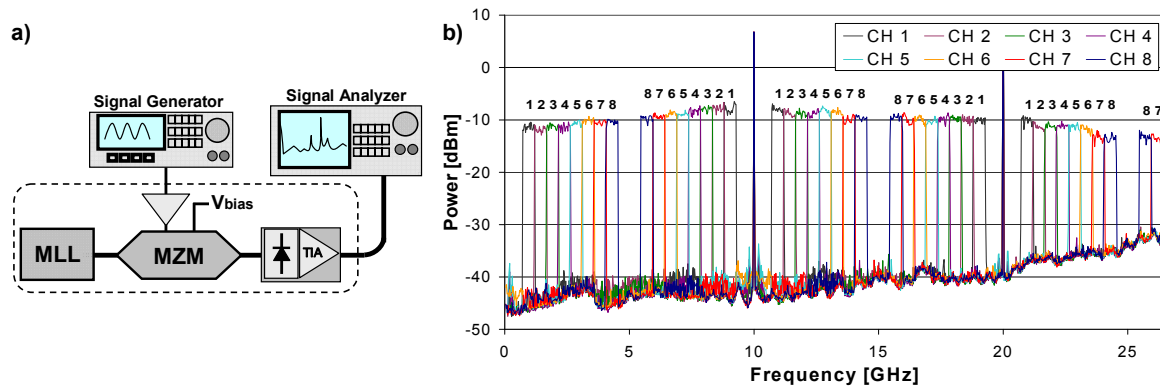 a)
Signal Generator
Signal Analyzer
Vbias
MLL
MZM
TIA
b)
CH 1 CH 2 CH 3 CH 4
CH 5 CH 6 CH 7 CH 8
1 2 3 4 5 6 7 8
8 7 6 5 4 3 2 1
1 2 3 4 5 6 7 8
8 7 6 5 4 3 2 1
1 2 3 4 5 6 7 8
8 7
Power [dBm]
10
0
-10
-20
-30
-40
-50
0 5 10 15 20 25
Frequency [GHz]